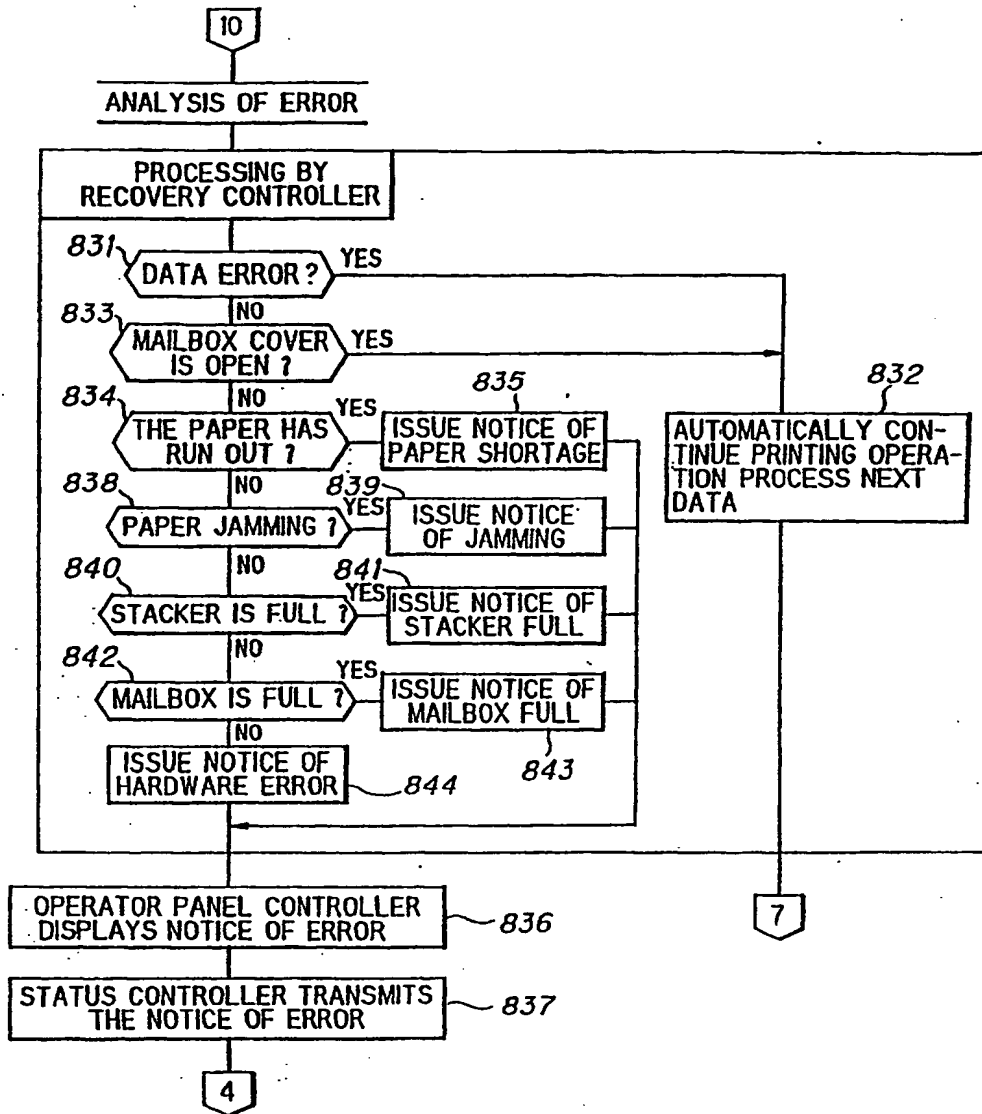 10
ANALYSIS OF ERROR
PROCESSING BY
RECOVERY CONTROLLER
831
DATA ERROR ?
YES
NO
833
MAILBOX COVER
IS OPEN ?
YES
NO
834
THE PAPER HAS
RUN OUT ?
YES
835
ISSUE NOTICE OF
PAPER SHORTAGE
832
AUTOMATICALLY CON-
TINUE PRINTING OPERA-
TION PROCESS NEXT
DATA
NO
838
PAPER JAMMING ?
YES
839
ISSUE NOTICE
OF JAMMING
NO
840
STACKER IS FULL ?
YES
841
ISSUE NOTICE OF
STACKER FULL
NO
842
MAILBOX IS FULL ?
YES
ISSUE NOTICE OF
MAILBOX FULL
843
NO
ISSUE NOTICE OF
HARDWARE ERROR
844
OPERATOR PANEL CONTROLLER
DISPLAYS NOTICE OF ERROR
836
7
STATUS CONTROLLER TRANSMITS
THE NOTICE OF ERROR
837
4